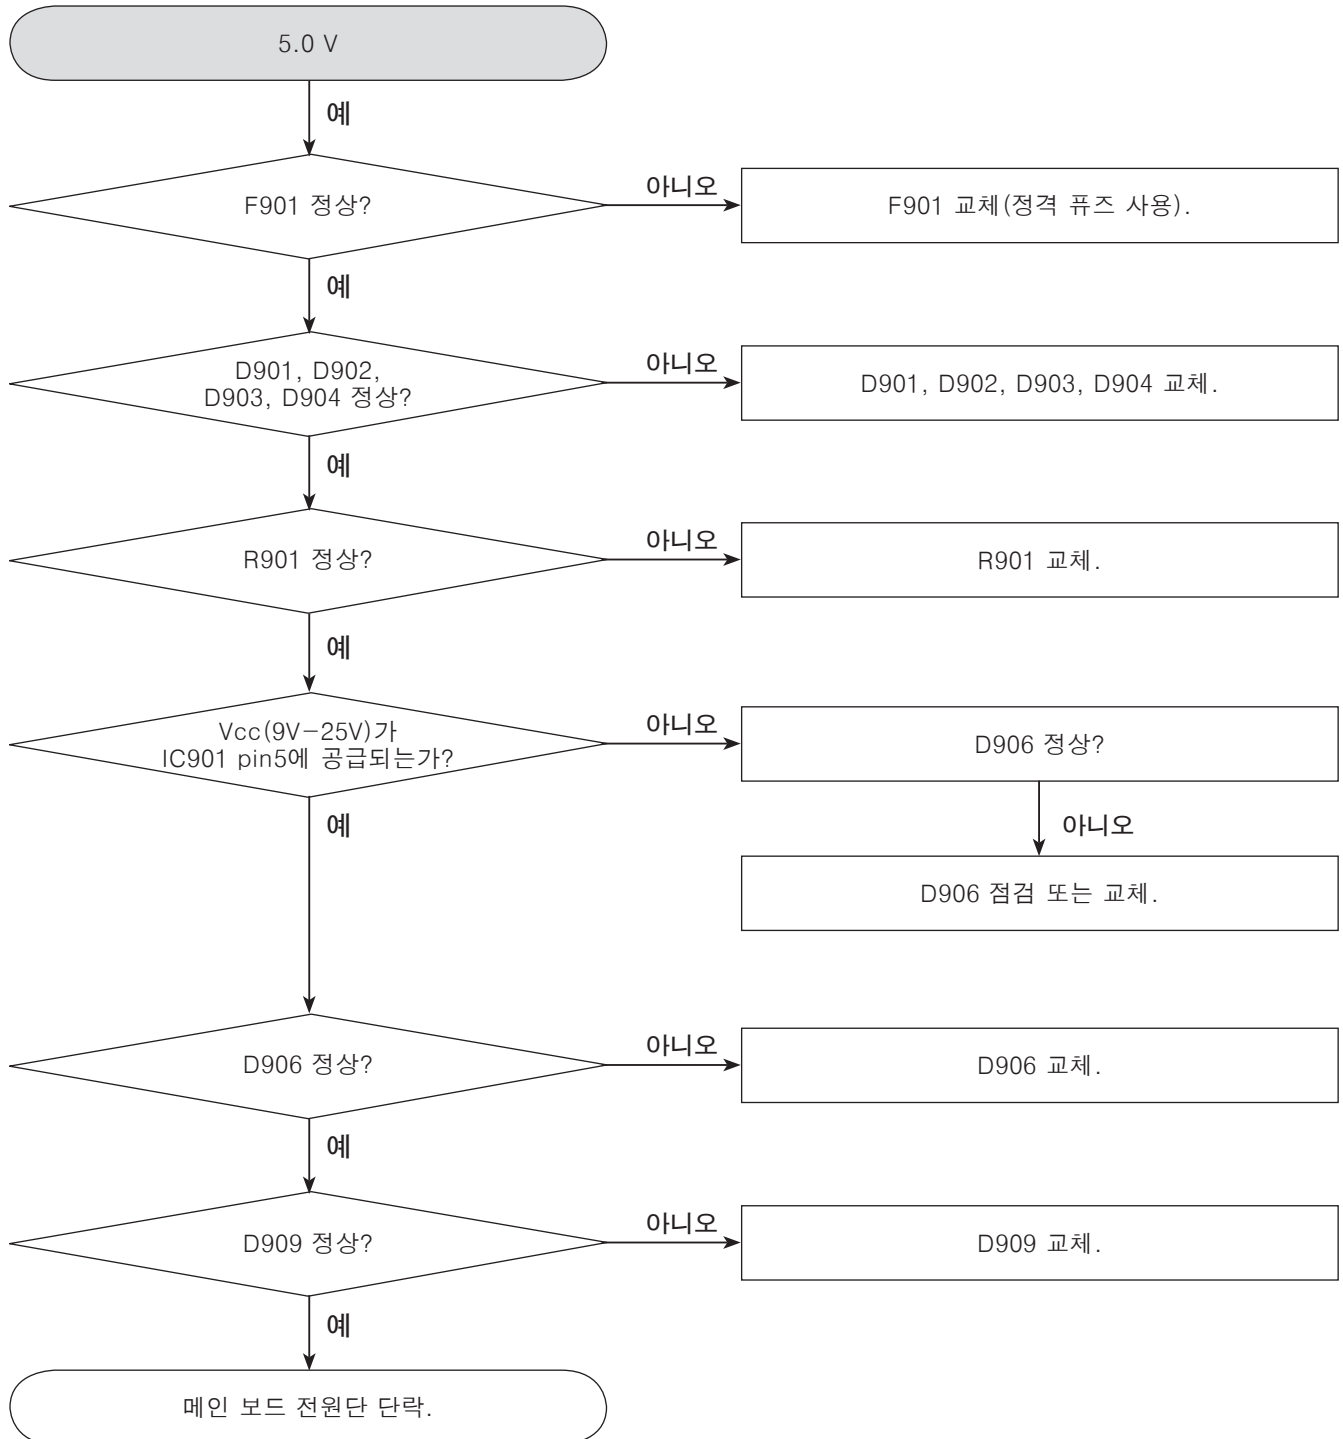 5.0 V
예
F901 정상?
아니오
F901 교체(정격 퓨즈 사용).
예
D901, D902,
D903, D904 정상?
아니오
D901, D902, D903, D904 교체.
예
R901 정상?
아니오
R901 교체.
예
Vcc(9V-25V)가
IC901 pin5에 공급되는가?
아니오
D906 정상?
예
아니오
D906 점검 또는 교체.
D906 정상?
아니오
D906 교체.
예
D909 정상?
아니오
D909 교체.
예
메인 보드 전원단 단락.